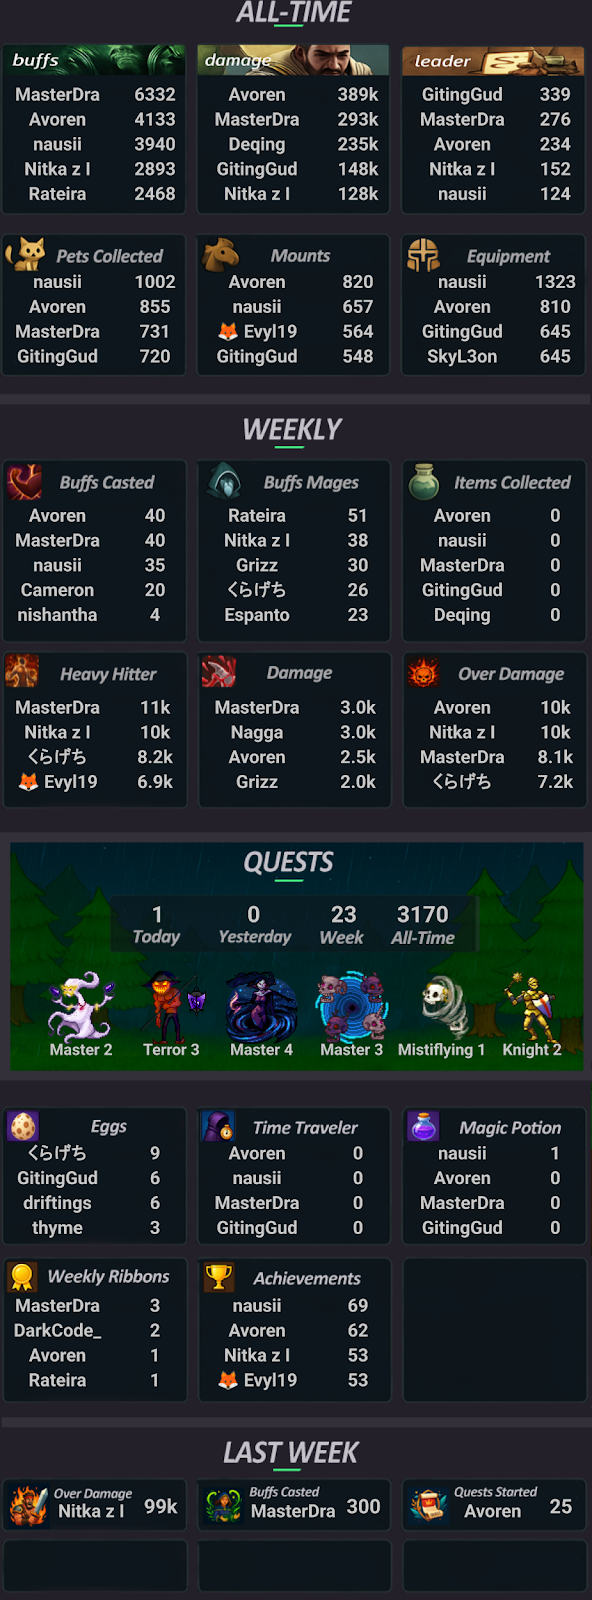 ALL-TIME
buffs
MasterDra 6332
Avoren 4133
nausii 3940
Nitka z l 2893
Rateira 2468
damage
Avoren 389k
MasterDra 293k
Deqing 235k
GitingGud 148k
Nitka z l 128k
leader
GitingGud 339
MasterDra 276
Avoren 234
Nitka z l 152
nausii 124
Pets Collected
nausii 1002
Avoren 855
MasterDra 731
GitingGud 720
Mounts
Avoren 820
nausii 657
🦊 Evyl19 564
GitingGud 548
Equipment
nausii 1323
Avoren 810
GitingGud 645
SkyL3on 645
WEEKLY
Buffs Casted
Avoren 40
MasterDra 40
nausii 35
Cameron 20
nishantha 4
Buffs Mages
Rateira 51
Nitka z l 38
Grizz 30
くらげち 26
Espanto 23
Items Collected
Avoren 0
nausii 0
MasterDra 0
GitingGud 0
Deqing 0
Heavy Hitter
MasterDra 11k
Nitka z l 10k
くらげち 8.2k
🦊 Evyl19 6.9k
Damage
MasterDra 3.0k
Nagga 3.0k
Avoren 2.5k
Grizz 2.0k
Over Damage
Avoren 10k
Nitka z l 10k
MasterDra 8.1k
くらげち 7.2k
QUESTS
1 0 23 3170
Today Yesterday Week All-Time
Master 2 Terror 3 Master 4 Master 3 Mistiflying 1 Knight 2
Eggs
くらげち 9
GitingGud 6
driftings 6
thyme 3
Time Traveler
Avoren 0
nausii 0
MasterDra 0
GitingGud 0
Magic Potion
nausii 1
Avoren 0
MasterDra 0
GitingGud 0
Weekly Ribbons
MasterDra 3
DarkCode_ 2
Avoren 1
Rateira 1
Achievements
nausii 69
Avoren 62
Nitka z l 53
🦊 Evyl19 53
LAST WEEK
Over Damage
Nitka z l 99k
Buffs Casted
MasterDra 300
Quests Started
Avoren 25